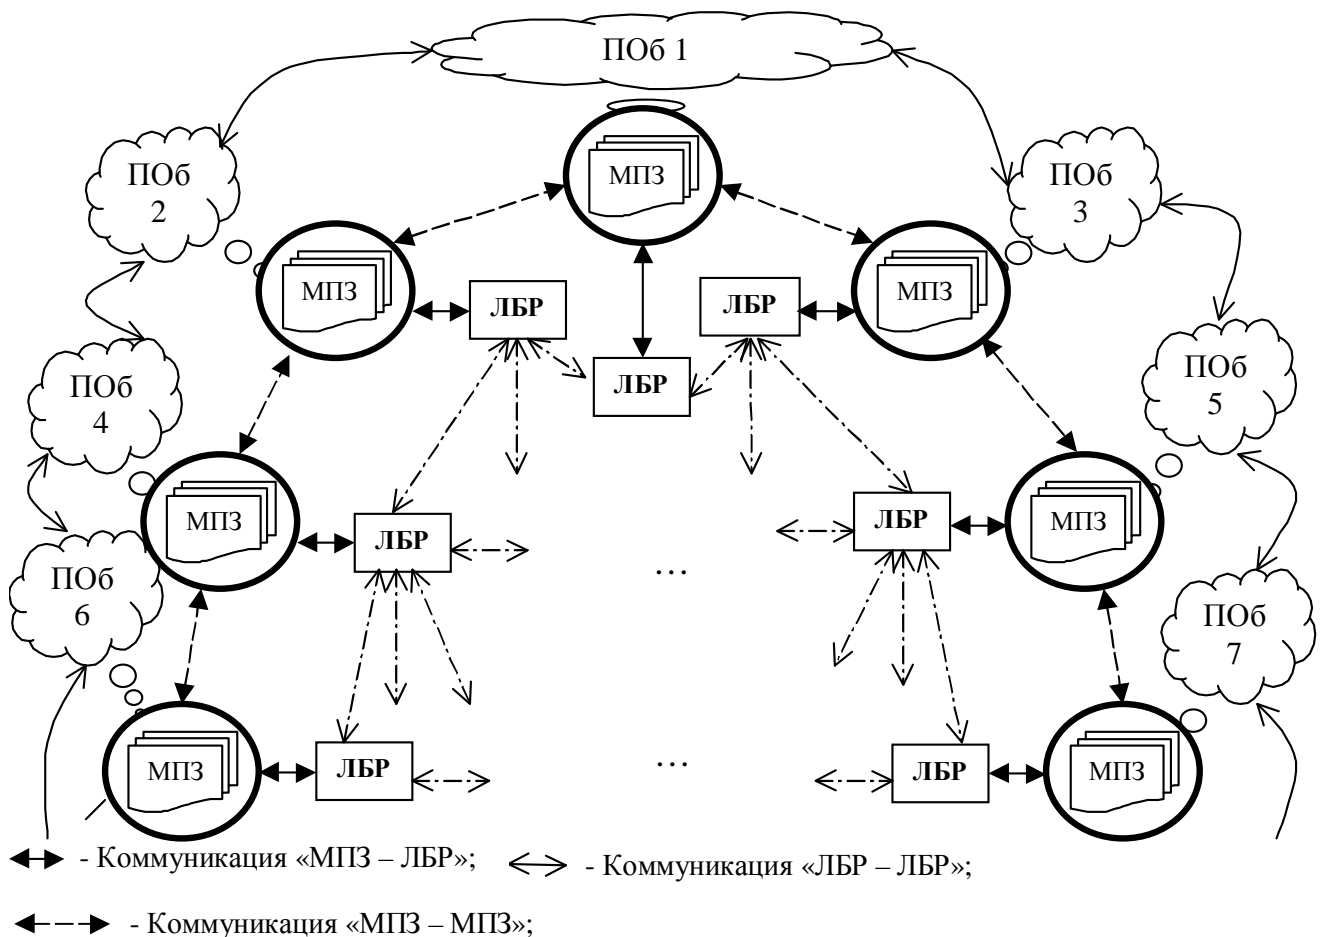 ПОб 1
ПОб
2
МПЗ
ПОб
3
МПЗ
МПЗ
ЛБР
ЛБР
ЛБР
ПОб
4
ПОб
5
МПЗ
ЛБР
ЛБР
МПЗ
...
ПОб
6
ПОб
7
МПЗ
ЛБР
...
ЛБР
МПЗ
- Коммуникация «МПЗ – ЛБР»;
- Коммуникация «ЛБР – ЛБР»;
- Коммуникация «МПЗ – МПЗ»;